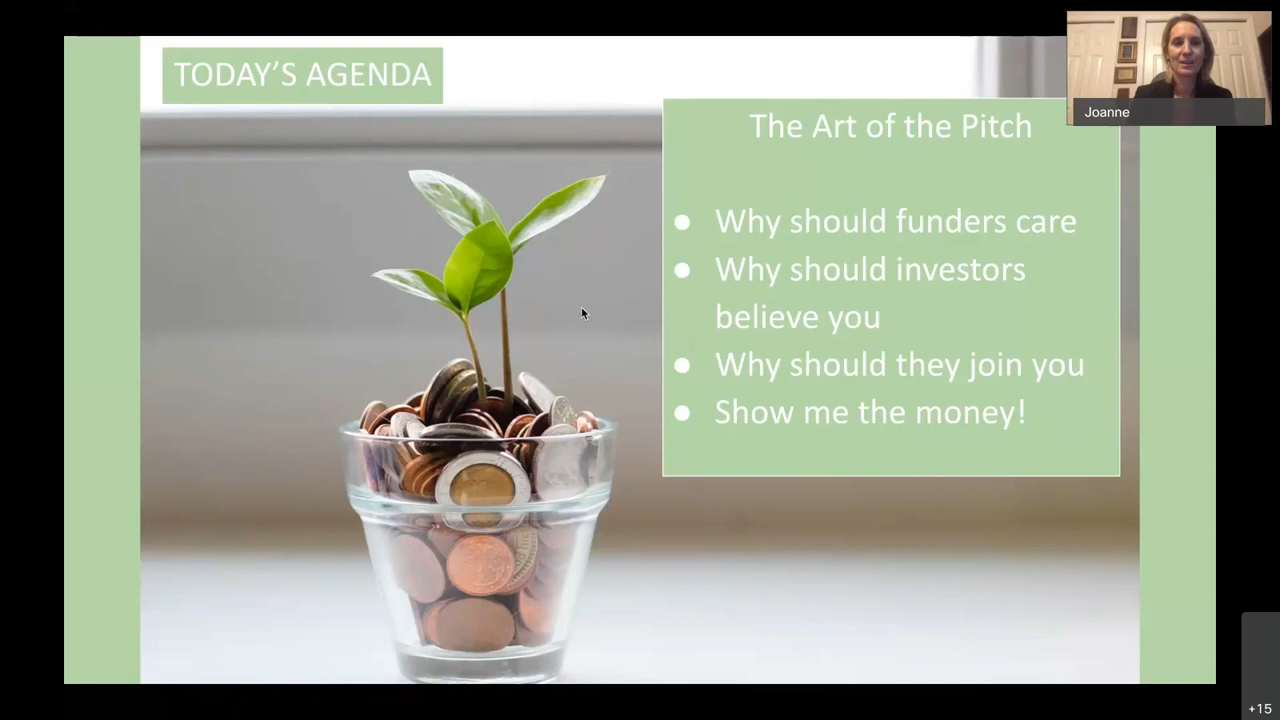 TODAY’S AGENDA
Joanne
The Art of the Pitch
● Why should funders care
● Why should investors
believe you
● Why should they join you
● Show me the money!
+15